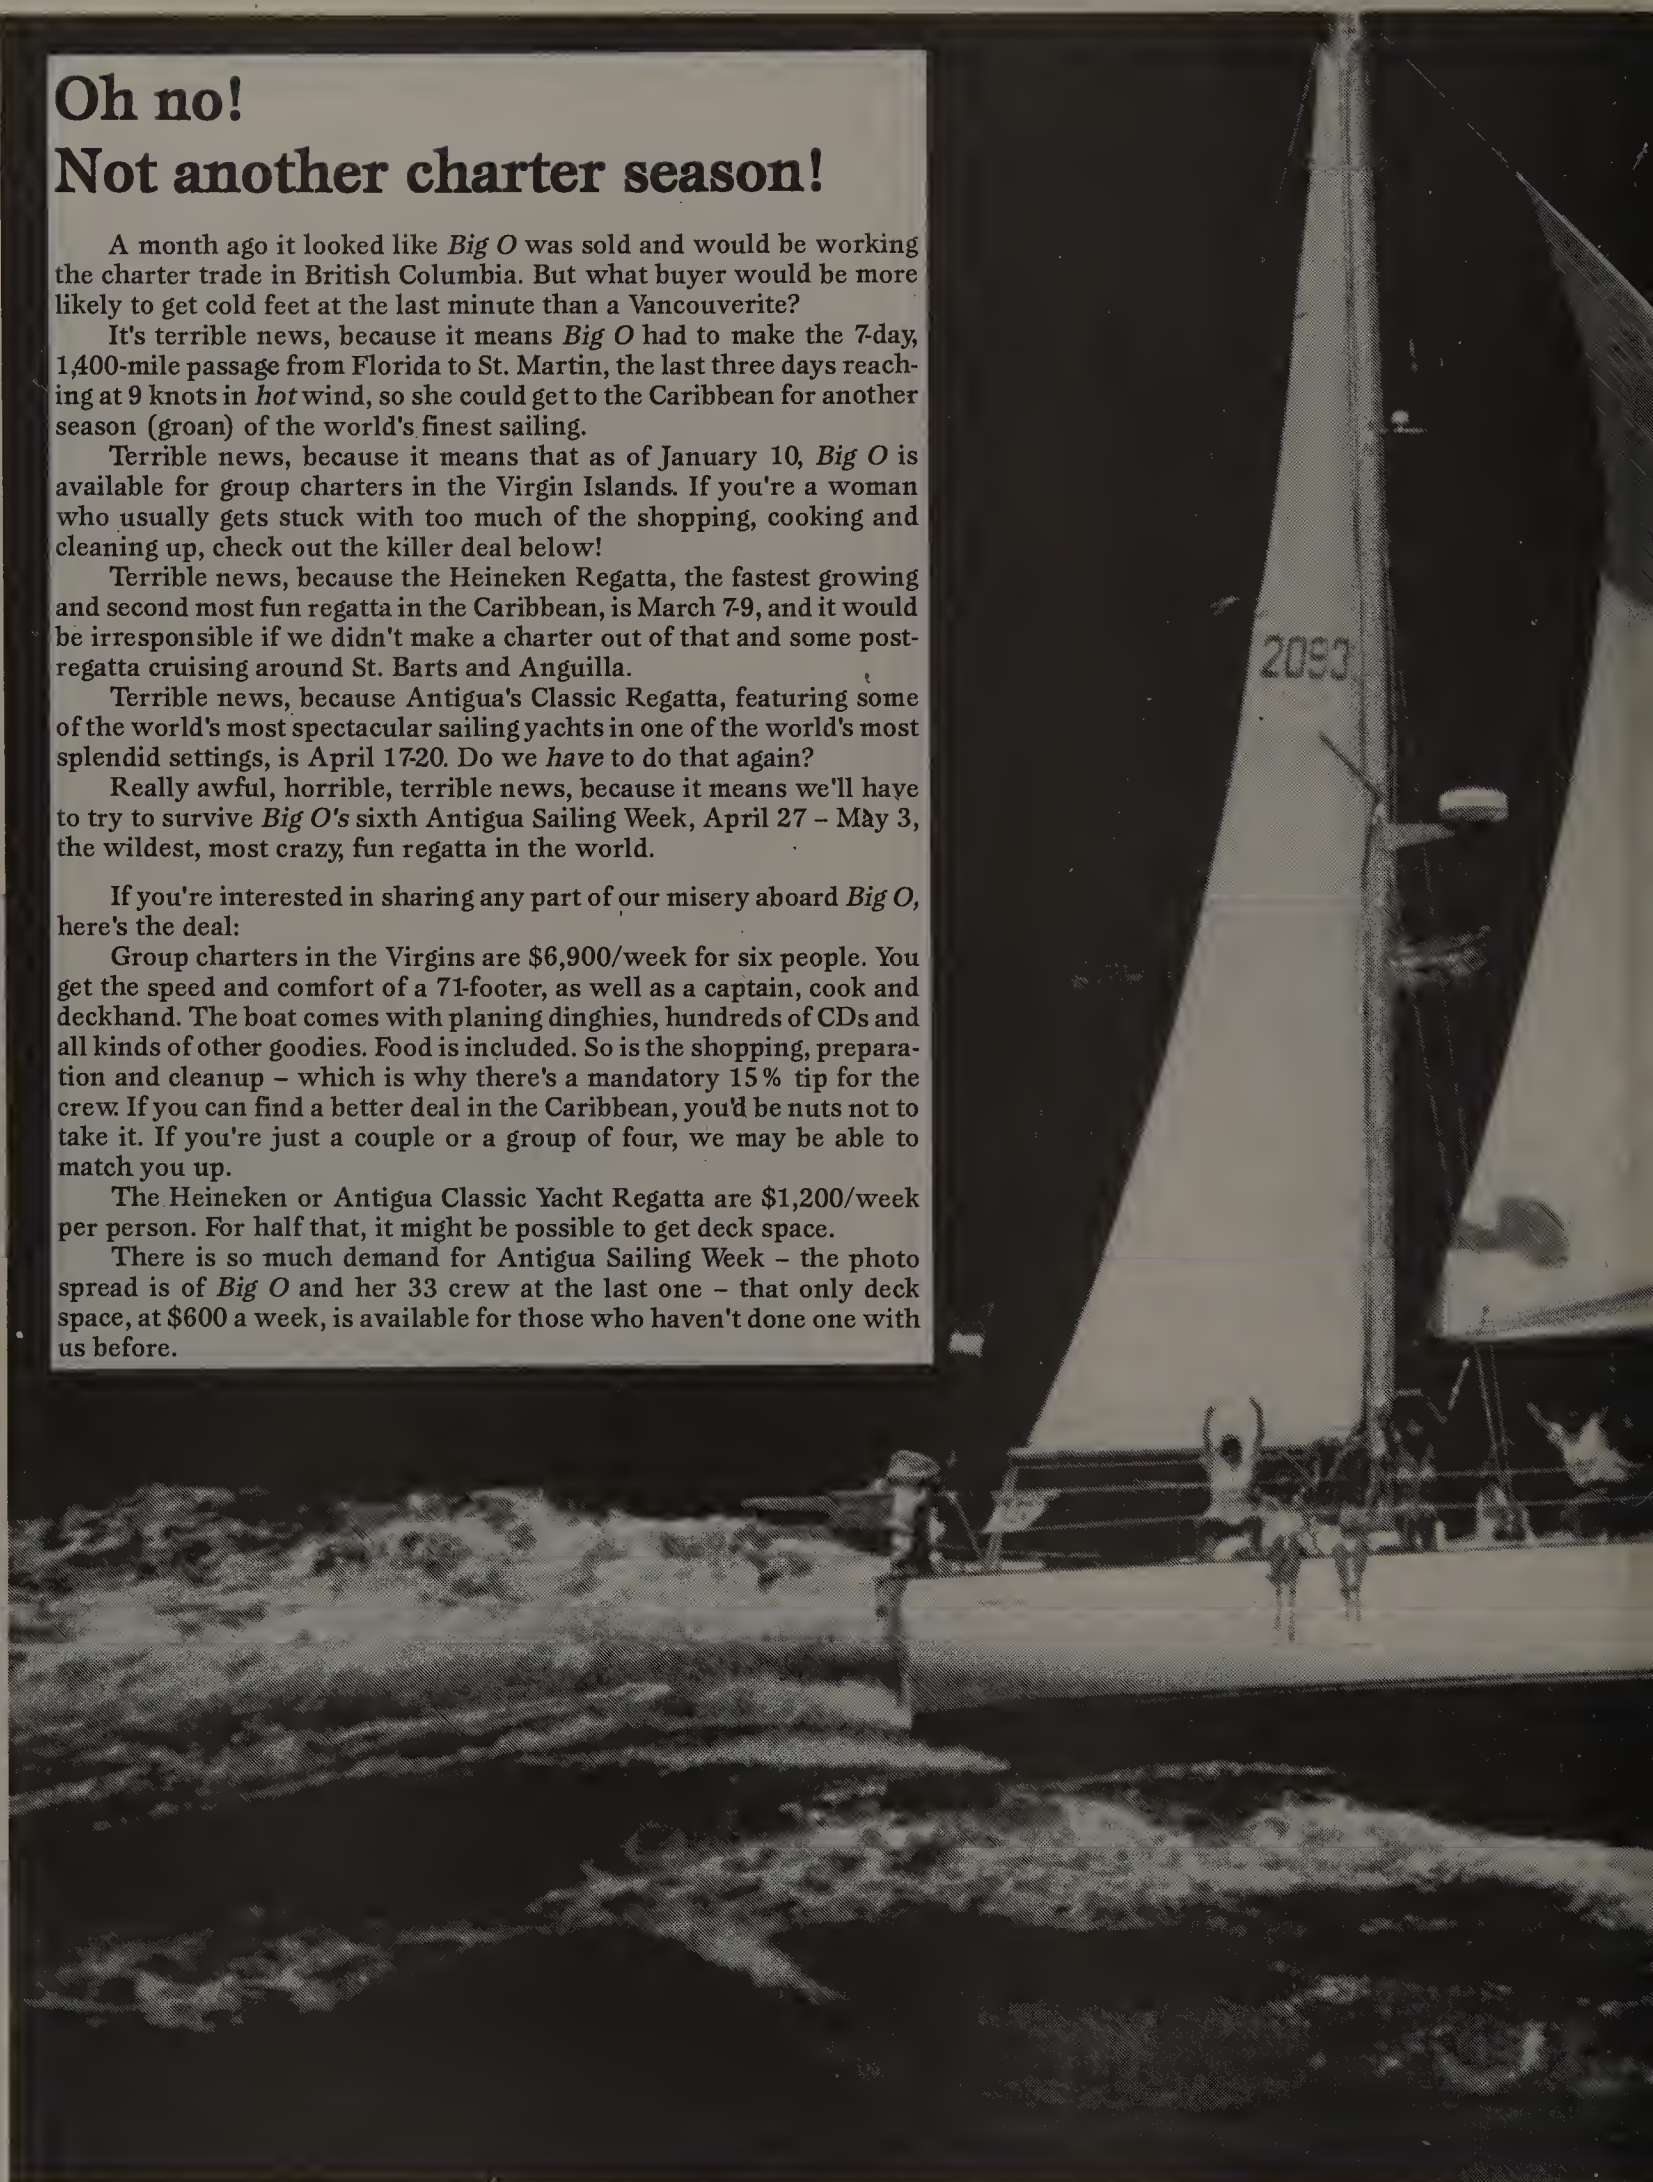 Oh no!
Not another charter season!
A month ago it looked like Big O was sold and would be working
the charter trade in British Columbia. But what buyer would be more
likely to get cold feet at the last minute than a Vancouverite?
It's terrible news, because it means Big O had to make the 7-day,
1,400-mile passage from Florida to St. Martin, the last three days reach-
ing at 9 knots in hot wind, so she could get to the Caribbean for another
season (groan) of the world's finest sailing.
Terrible news, because it means that as of January 10, Big O is
available for group charters in the Virgin Islands. If you're a woman
who usually gets stuck with too much of the shopping, cooking and
cleaning up, check out the killer deal below!
Terrible news, because the Heineken Regatta, the fastest growing
and second most fun regatta in the Caribbean, is March 7-9, and it would
be irresponsible if we didn't make a charter out of that and some post-
regatta cruising around St. Barts and Anguilla.
Terrible news, because Antigua's Classic Regatta, featuring some
of the world's most spectacular sailing yachts in one of the world's most
splendid settings, is April 17-20. Do we have to do that again?
Really awful, horrible, terrible news, because it means we'll have
to try to survive Big O's sixth Antigua Sailing Week, April 27 – May 3,
the wildest, most crazy, fun regatta in the world.
If you're interested in sharing any part of our misery aboard Big O,
here's the deal:
Group charters in the Virgins are $6,900/week for six people. You
get the speed and comfort of a 71-footer, as well as a captain, cook and
deckhand. The boat comes with planing dinghies, hundreds of CDs and
all kinds of other goodies. Food is included. So is the shopping, prepara-
tion and cleanup – which is why there's a mandatory 15% tip for the
crew. If you can find a better deal in the Caribbean, you'd be nuts not to
take it. If you're just a couple or a group of four, we may be able to
match you up.
The Heineken or Antigua Classic Yacht Regatta are $1,200/week
per person. For half that, it might be possible to get deck space.
There is so much demand for Antigua Sailing Week – the photo
spread is of Big O and her 33 crew at the last one – that only deck
space, at $600 a week, is available for those who haven't done one with
us before.
2093